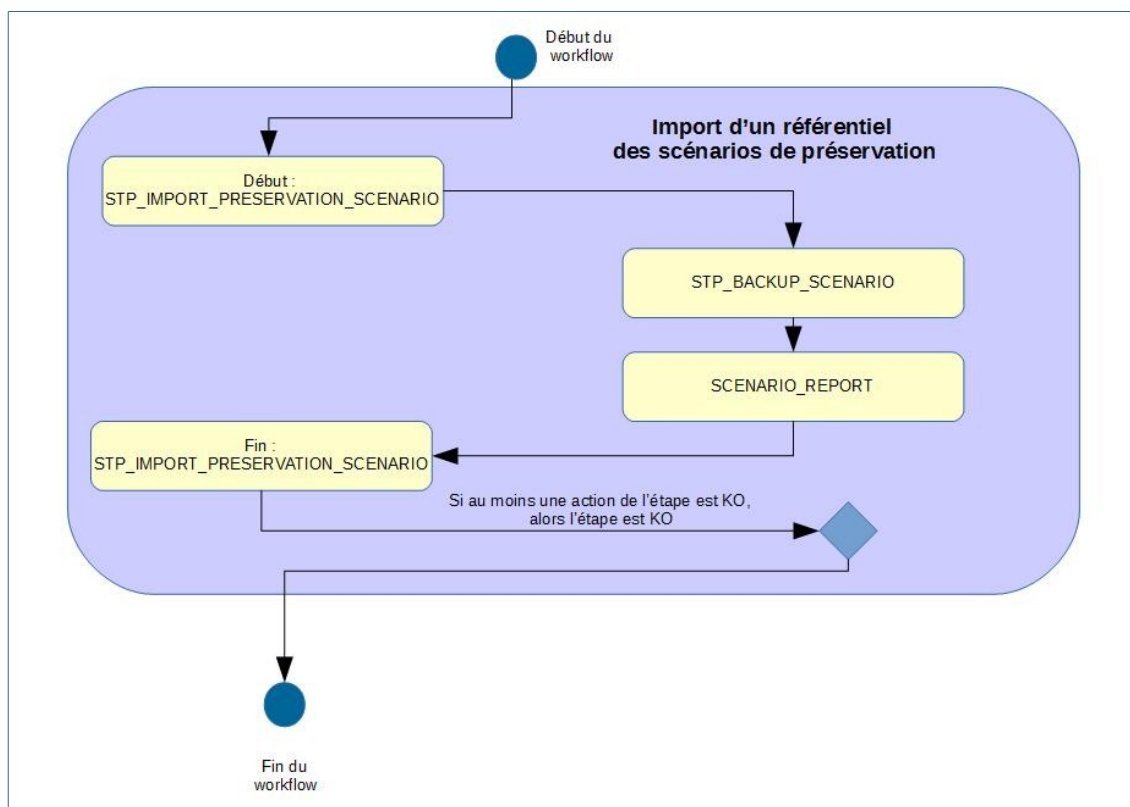 Début du
workflow
Import d’un référentiel
des scénarios de préservation
Début :
STP_IMPORT_PRESERVATION_SCENARIO
STP_BACKUP_SCENARIO
SCENARIO_REPORT
Fin :
STP_IMPORT_PRESERVATION_SCENARIO
Si au moins une action de l’étape est KO,
alors l’étape est KO
Fin du
workflow